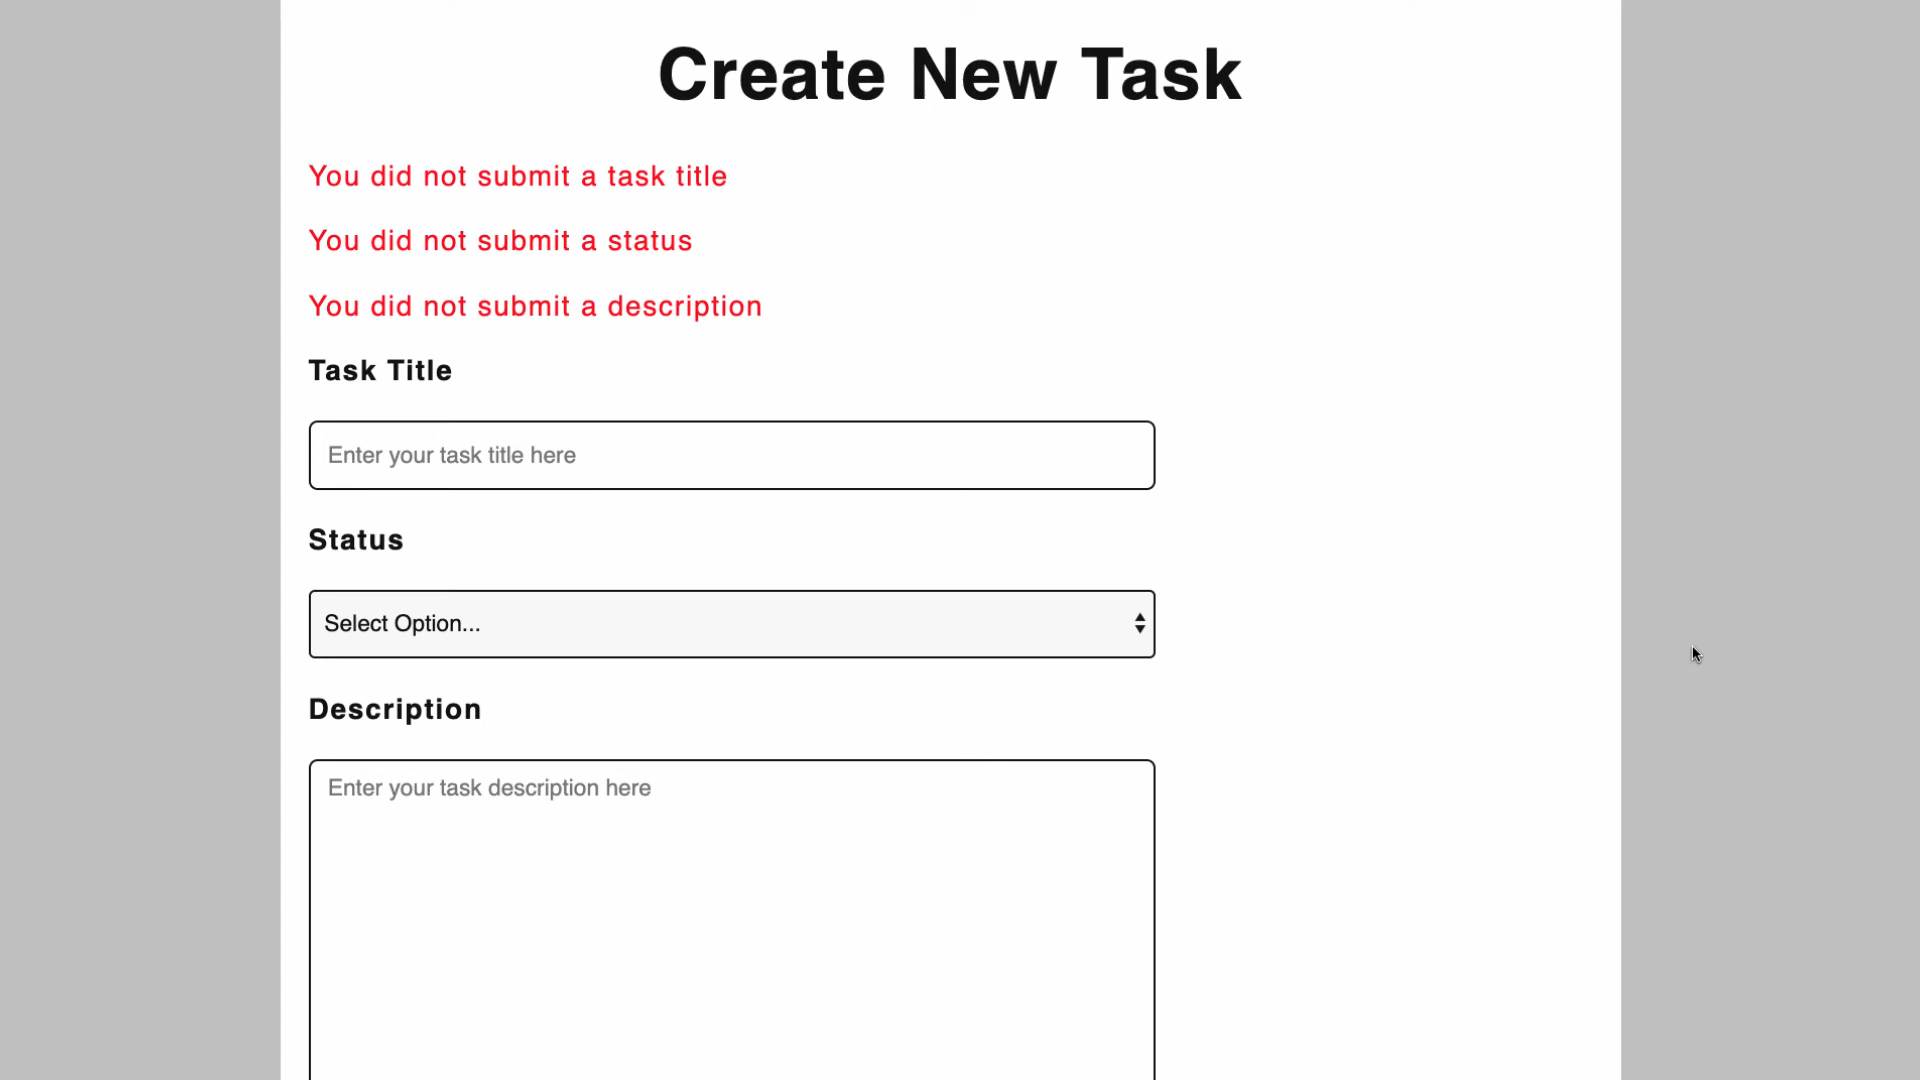 Create New Task
You did not submit a task title
You did not submit a status
You did not submit a description
Task Title
Enter your task title here
Status
Select Option...
Description
Enter your task description here